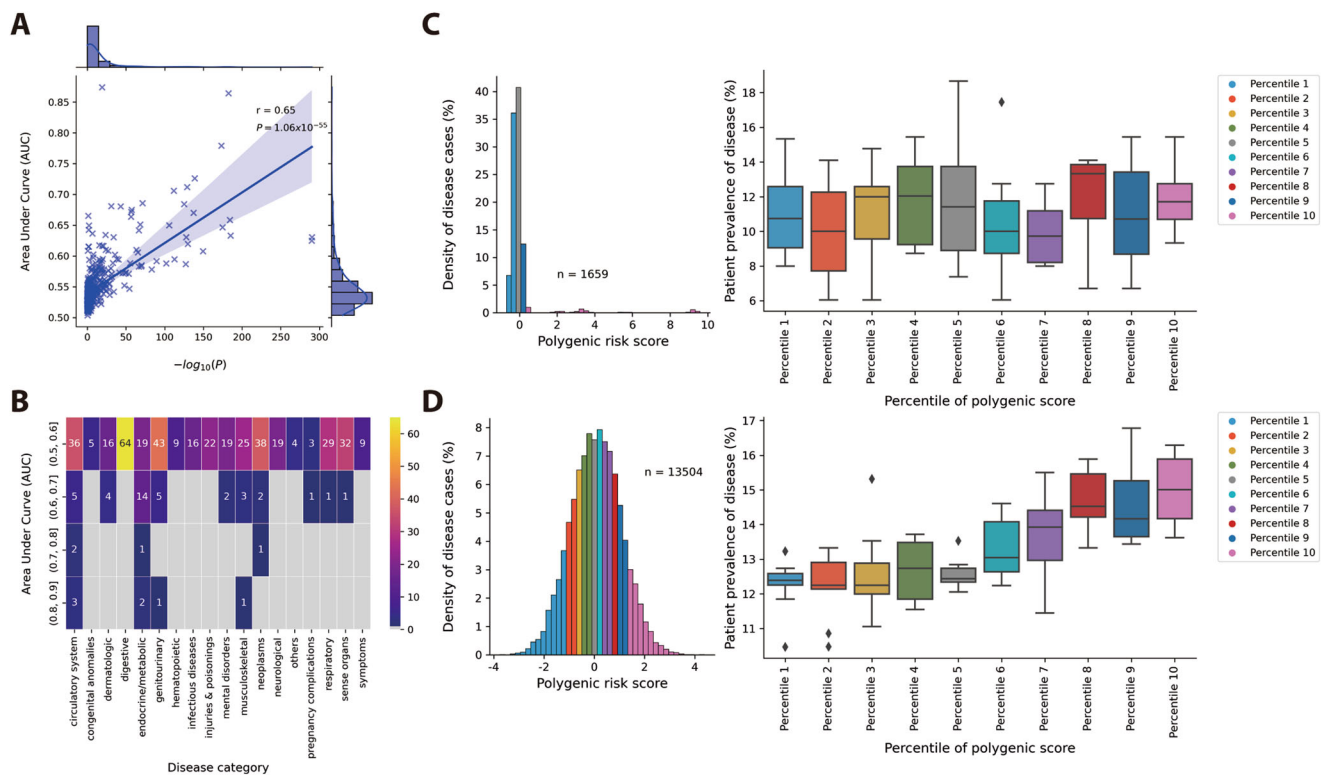 A
Area Under Curve (AUC)
0.85
0.80
0.75
0.70
0.65
0.60
0.55
0.50
r = 0.65
P = 1.06x10⁻⁵⁵
0 50 100 150 200 250 300
−log₁₀(P)
B
Area Under Curve (AUC)
(0.5, 0.6]
(0.6, 0.7]
(0.7, 0.8]
(0.8, 0.9]
36 5 16 64 19 43 9 16 22 19 25 38 19 4 3 29 32 9
5 4 14 5 2 3 2 1 1 1
2 1 1
3 2 1 1
60
50
40
30
20
10
0
circulatory system
congenital anomalies
dermatologic
digestive
endocrine/metabolic
genitourinary
hematopoietic
infectious diseases
injuries & poisonings
mental disorders
musculoskeletal
neoplasms
neurological
others
pregnancy complications
respiratory
sense organs
symptoms
Disease category
C
Density of disease cases (%)
40
35
30
25
20
15
10
5
0
n = 1659
0 2 4 6 8 10
Polygenic risk score
Patient prevalence of disease (%)
18
16
14
12
10
8
6
Percentile 1
Percentile 2
Percentile 3
Percentile 4
Percentile 5
Percentile 6
Percentile 7
Percentile 8
Percentile 9
Percentile 10
Percentile of polygenic score
Percentile 1
Percentile 2
Percentile 3
Percentile 4
Percentile 5
Percentile 6
Percentile 7
Percentile 8
Percentile 9
Percentile 10
D
Density of disease cases (%)
8
7
6
5
4
3
2
1
0
n = 13504
−4 −2 0 2 4
Polygenic risk score
Patient prevalence of disease (%)
17
16
15
14
13
12
11
Percentile 1
Percentile 2
Percentile 3
Percentile 4
Percentile 5
Percentile 6
Percentile 7
Percentile 8
Percentile 9
Percentile 10
Percentile of polygenic score
Percentile 1
Percentile 2
Percentile 3
Percentile 4
Percentile 5
Percentile 6
Percentile 7
Percentile 8
Percentile 9
Percentile 10